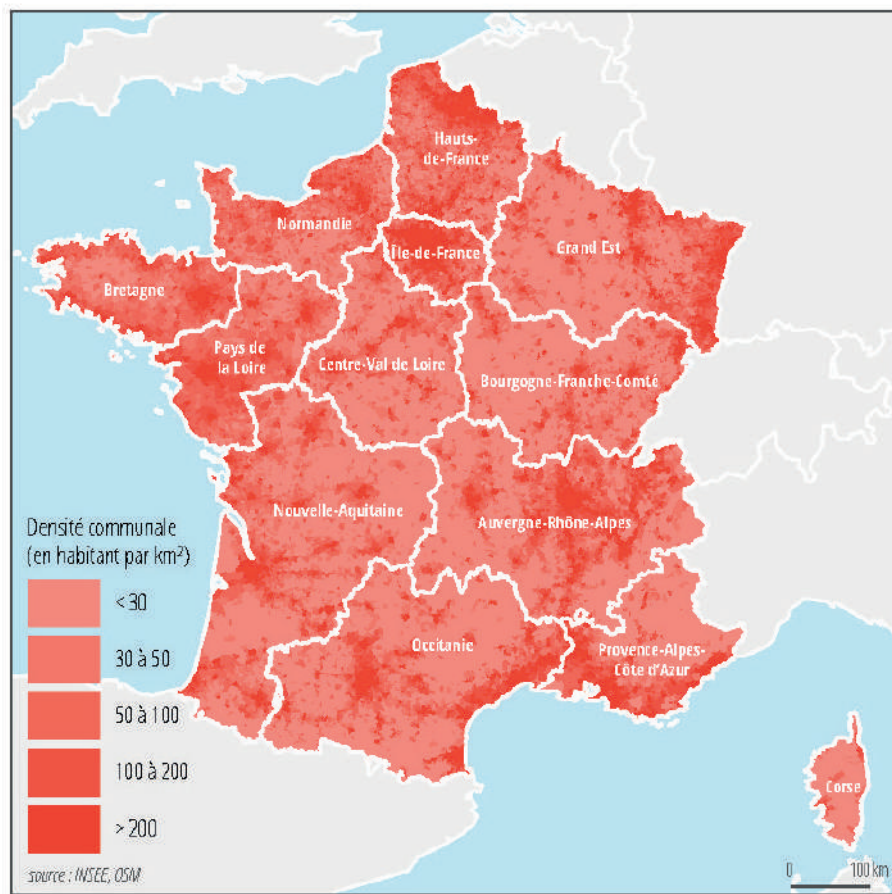 Hauts-
de-France
Normandie
Île-de-France
Grand Est
Bretagne
Pays de
la Loire
Centre-Val de Loire
Bourgogne-Franche-Comté
Nouvelle-Aquitaine
Auvergne-Rhône-Alpes
Occitanie
Provence-Alpes-
Côte d'Azur
Corse
Densité communale
(en habitant par km²)
< 30
30 à 50
50 à 100
100 à 200
> 200
source : INSEE, OSM
0 100 km